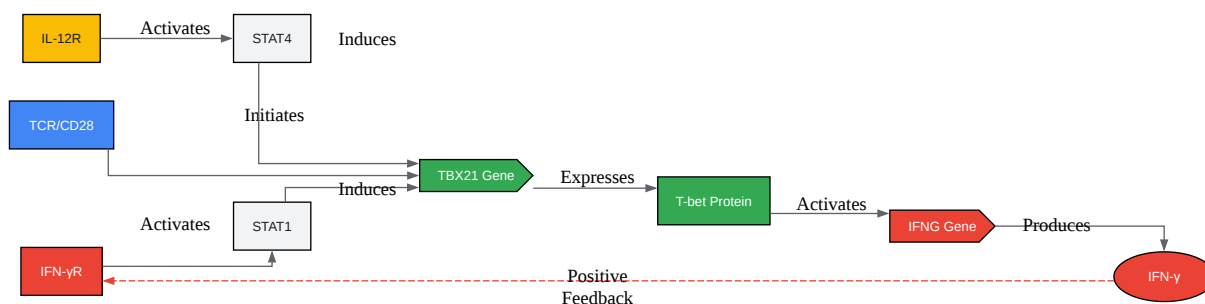 IL-12R
Activates
STAT4
Induces
TCR/CD28
Initiates
TBX21 Gene
Expresses
T-bet Protein
Activates
IFNG Gene
Produces
Induces
Activates
STAT1
IFN-γR
Positive
Feedback
IFN-γ